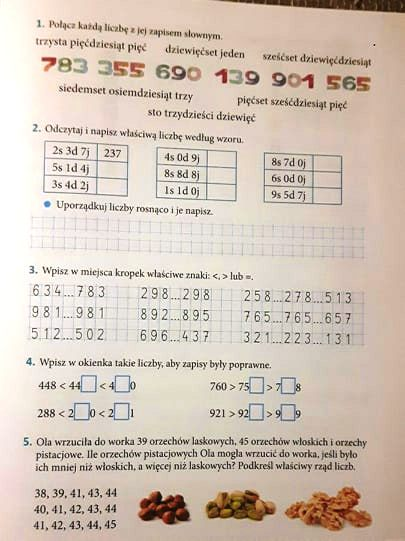 1. Połącz każdą liczbę z jej zapisem słownym.
trzysta pięćdziesiąt pięć dziewięćset jeden sześćset dziewięćdziesiąt
783 355 690 139 901 565
siedemset osiemdziesiąt trzy pięćset sześćdziesiąt pięć
sto trzydzieści dziewięć
2. Odczytaj i napisz właściwą liczbę według wzoru.
2s 3d 7j 237 4s 0d 9j 8s 7d 0j
5s 1d 4j 8s 8d 8j 6s 0d 0j
3s 4d 2j 1s 1d 0j 9s 5d 7j
Uporządkuj liczby rosnąco i je napisz.
3. Wpisz w miejsca kropek właściwe znaki: <, > lub =.
634...783 298...298 258...278...513
981...981 892...895 765...765...657
512...502 696...437 321...223...131
4. Wpisz w okienka takie liczby, aby zapisy były poprawne.
448 < 44□ < 4□0 760 > 75□ > 7□8
288 < 2□0 < 2□1 921 > 92□ > 9□9
5. Ola wrzuciła do worka 39 orzechów laskowych, 45 orzechów włoskich i orzechy
pistacjowe. Ile orzechów pistacjowych Ola mogła wrzucić do worka, jeśli było
ich mniej niż włoskich, a więcej niż laskowych? Podkreśl właściwy rząd liczb.
38, 39, 41, 43, 44
40, 41, 42, 43, 44
41, 42, 43, 44, 45